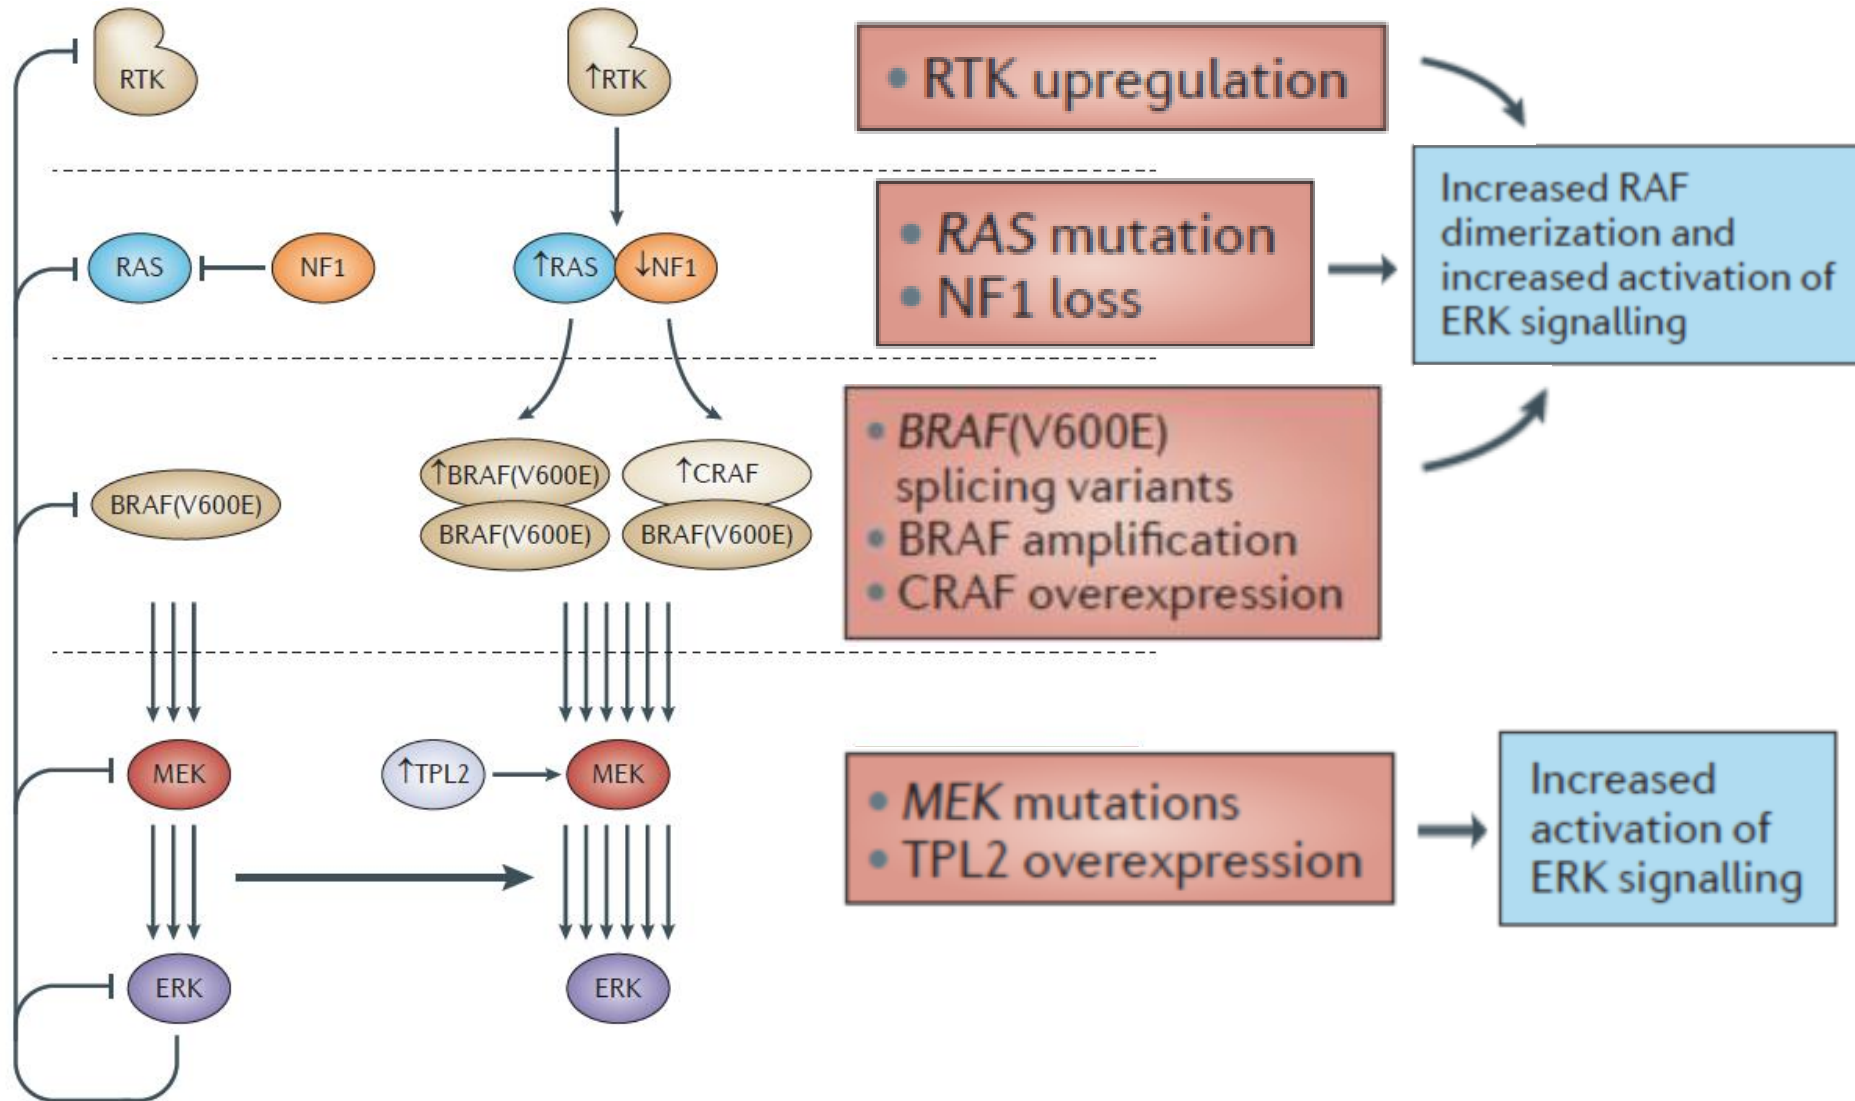 RTK
↑RTK
• RTK upregulation
RAS
NF1
↑RAS
↓NF1
• RAS mutation
• NF1 loss
Increased RAF
dimerization and
increased activation of
ERK signalling
BRAF(V600E)
↑BRAF(V600E)
BRAF(V600E)
↑CRAF
BRAF(V600E)
• BRAF(V600E)
splicing variants
• BRAF amplification
• CRAF overexpression
MEK
↑TPL2
MEK
• MEK mutations
• TPL2 overexpression
Increased
activation of
ERK signalling
ERK
ERK